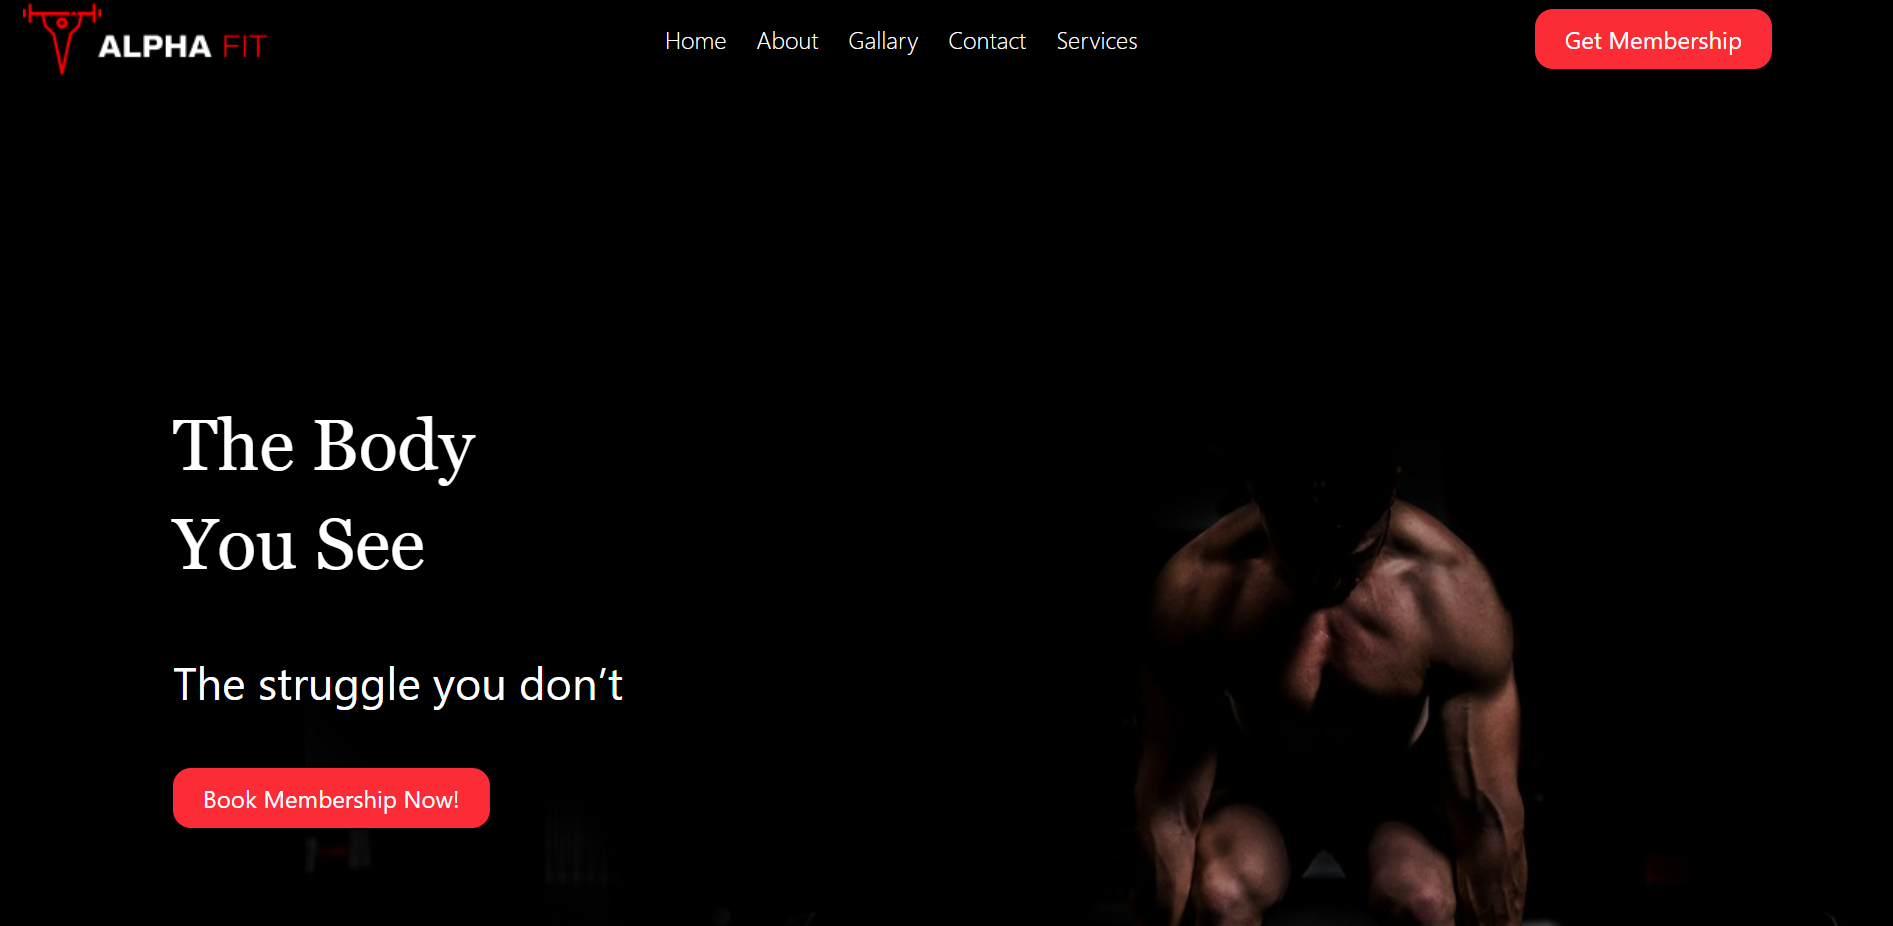 ALPHA FIT
Home About Gallary Contact Services
Get Membership
The Body
You See
The struggle you don’t
Book Membership Now!